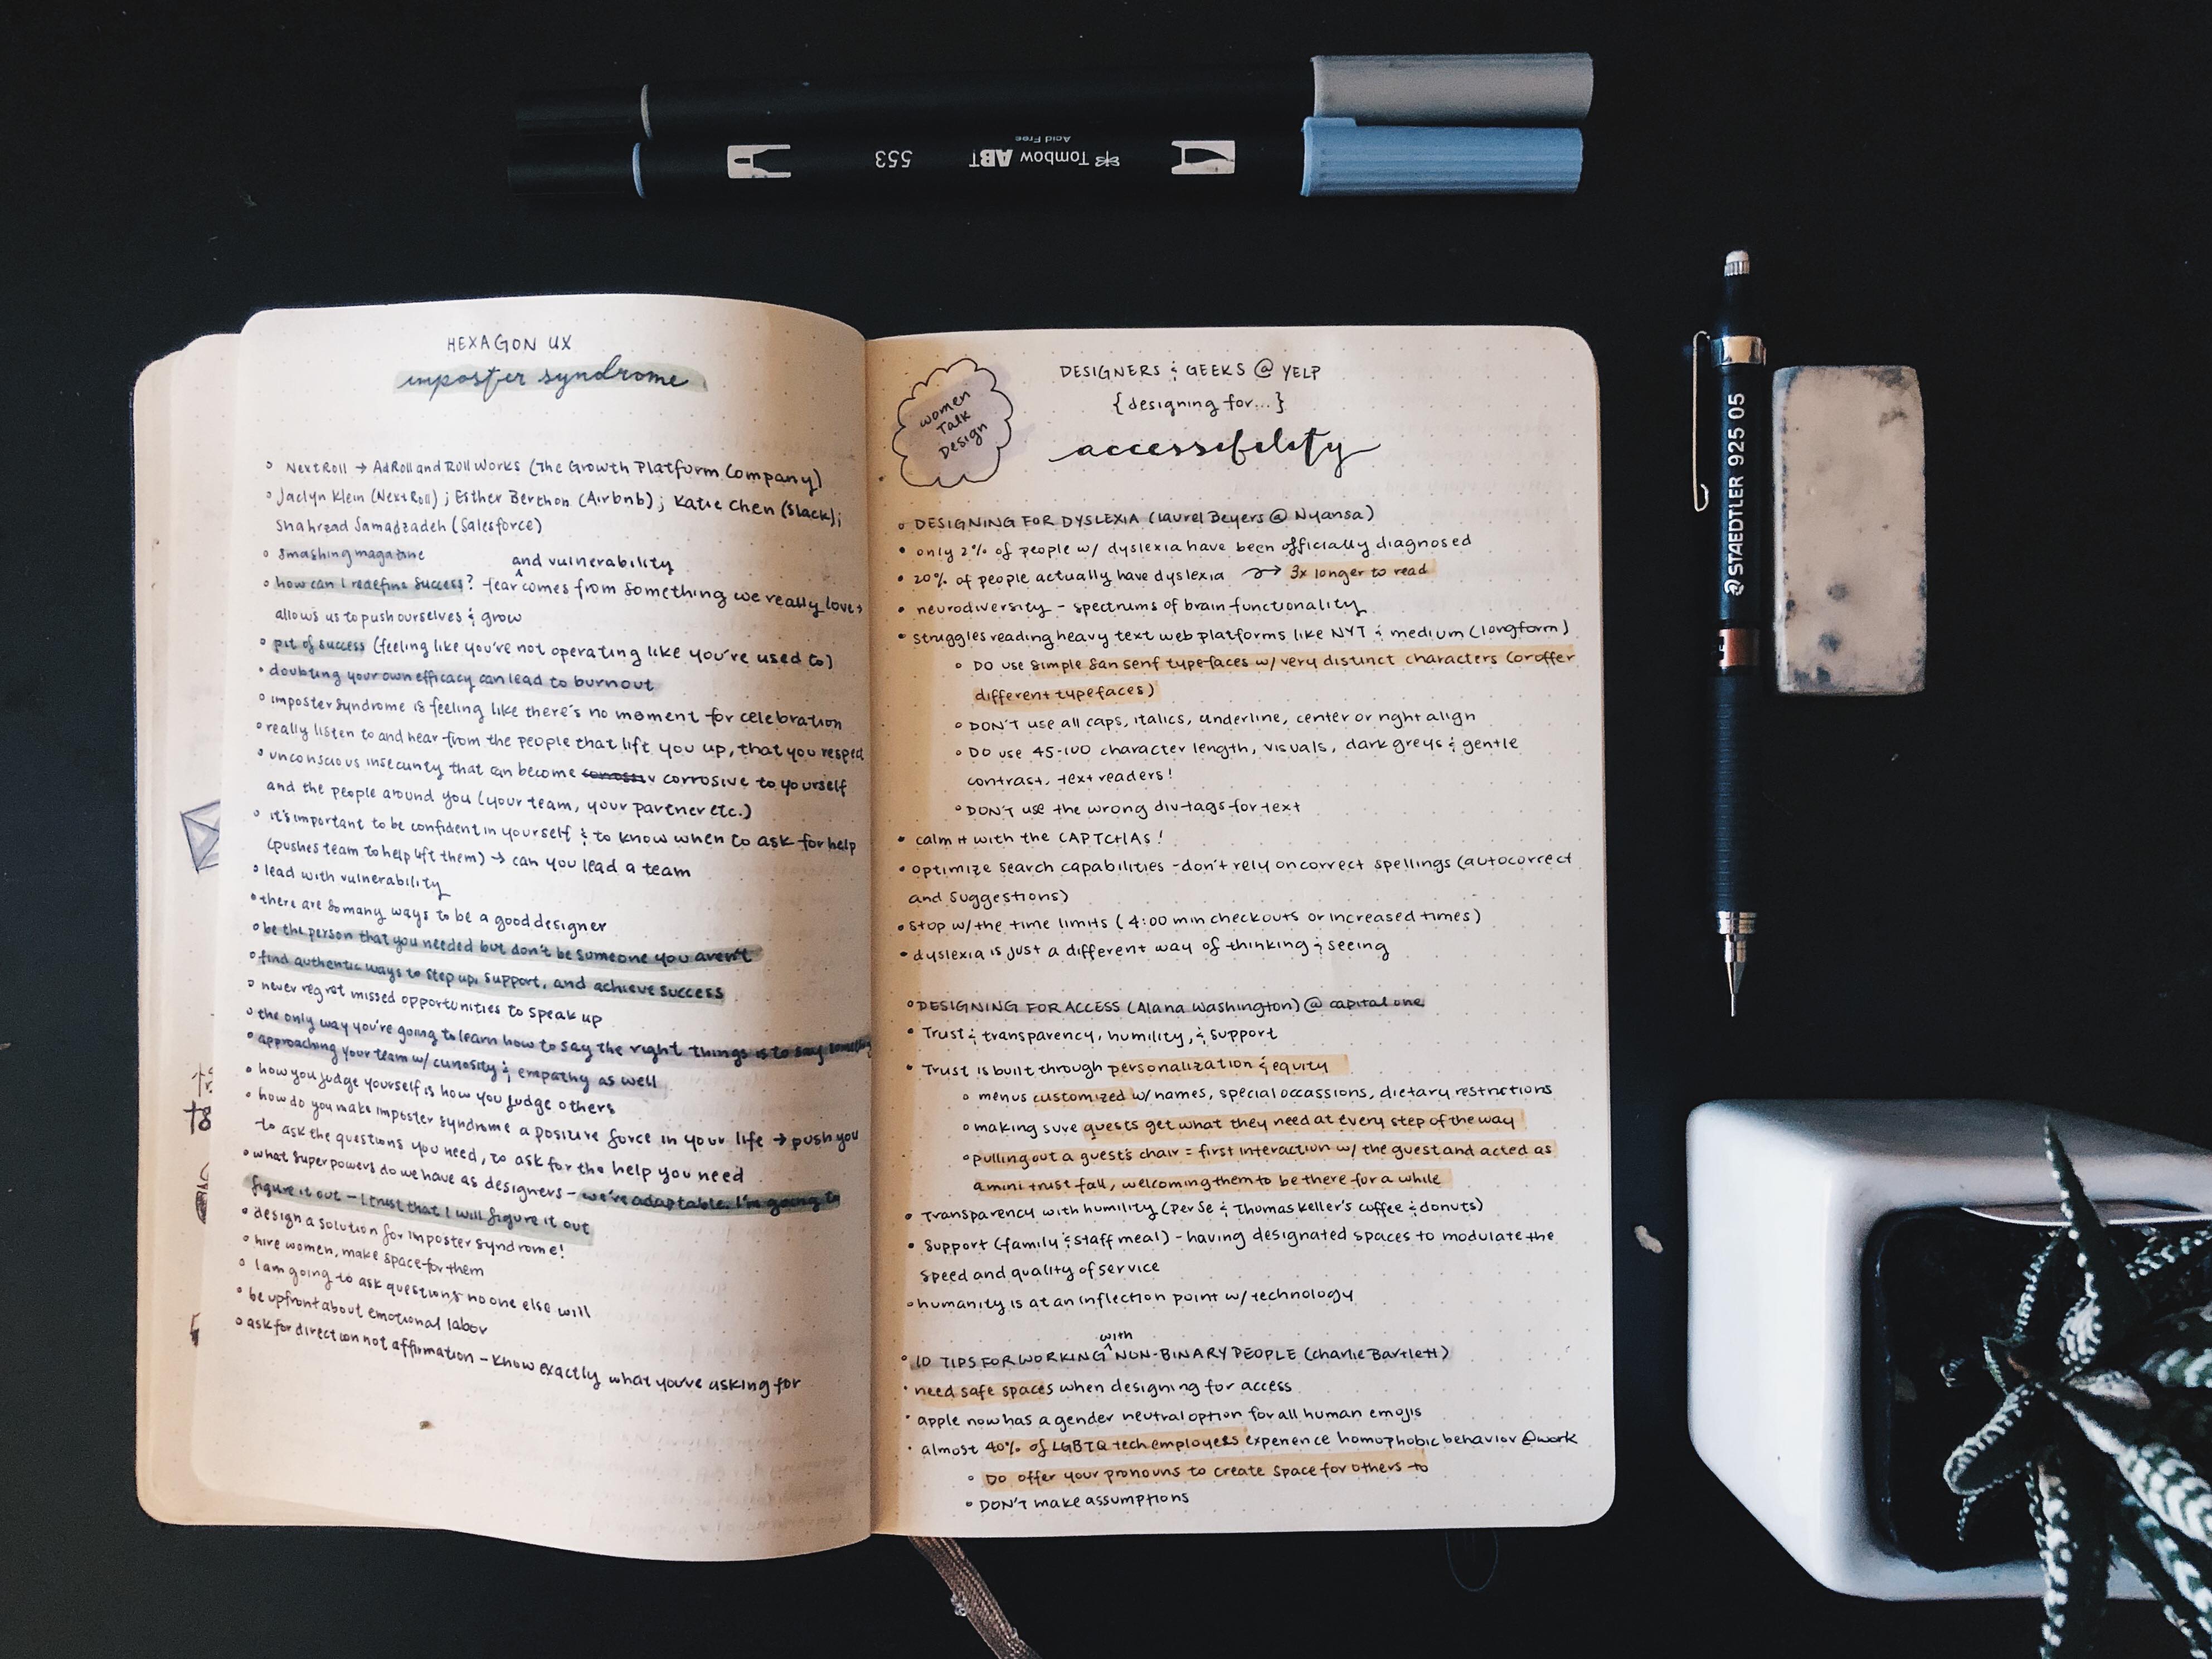 553
Tombow ABT
Acid Free
STAEDTLER 925 05
HEXAGON UX
imposter syndrome
° NextRoll → AdRoll and RollWorks (The Growth Platform Company)
° Jaclyn Klein (NextRoll); Esther Berthon (Airbnb); Katie Chen (Slack);
Shahrzad Samadzadeh (Salesforce)
° smashing magazine
and vulnerability
° how can I redefine success? fear ^ comes from something we really love →
allows us to push ourselves & grow
° pit of success (feeling like you're not operating like you're used to)
• doubting your own efficacy can lead to burnout
° imposter syndrome is feeling like there's no moment for celebration
° really listen to and hear from the people that lift you up, that you respect
° unconscious insecurity that can become corrosive to yourself
and the people around you (your team, your partner etc.)
° it's important to be confident in yourself & to know when to ask for help
(pushes team to help lift them) → can you lead a team
° lead with vulnerability
° there are so many ways to be a good designer
° be the person that you needed but don't be someone you aren't
° find authentic ways to step up, support, and achieve success
° never regret missed opportunities to speak up
° the only way you're going to learn how to say the right things is to say something
• approaching your team w/ curiosity & empathy as well
• how you judge yourself is how you judge others
• how do you make imposter syndrome a positive force in your life → push you
to ask the questions you need, to ask for the help you need
• what superpowers do we have as designers - we're adaptable. I'm going to
figure it out - I trust that I will figure it out
• design a solution for imposter syndrome!
° hire women, make space for them
° I am going to ask questions no one else will
° be upfront about emotional labor
° ask for direction not affirmation - know exactly what you're asking for
women
Talk
Design
DESIGNERS & GEEKS @ YELP
{designing for...}
accessibility
° DESIGNING FOR DYSLEXIA (Laurel Beyers @ Nyansa)
• only 2% of people w/ dyslexia have been officially diagnosed
• 20% of people actually have dyslexia → 3x longer to read
• neurodiversity - spectrums of brain functionality
• struggles reading heavy text web platforms like NYT & medium (longform)
° DO use simple san serif typefaces w/ very distinct characters (or offer
different typefaces)
° DON'T use all caps, italics, underline, center or right align
° DO use 45-100 character length, visuals, dark greys & gentle
contrast, text readers!
° DON'T use the wrong div tags for text
• calm it with the CAPTCHAs!
• optimize search capabilities - don't rely on correct spellings (autocorrect
and suggestions)
• stop w/ the time limits (4:00 min checkouts or increased times)
• dyslexia is just a different way of thinking & seeing
° DESIGNING FOR ACCESS (Alana Washington) @ capital one
• Trust & transparency, humility, & support
• Trust is built through personalization & equity
° menus customized w/ names, special occassions, dietary restrictions
° making sure guests get what they need at every step of the way
° pulling out a guest's chair = first interaction w/ the guest and acted as
a mini trust fall, welcoming them to be there for a while
• Transparency with humility (Per Se & Thomas Keller's coffee & donuts)
• Support (family & staff meal) - having designated spaces to modulate the
speed and quality of service
° humanity is at an inflection point w/ technology
with
° 10 TIPS FOR WORKING ^ NON-BINARY PEOPLE (Charlie Bartlett)
• need safe spaces when designing for access
• apple now has a gender neutral option for all human emojis
• almost 40% of LGBTQ tech employees experience homophobic behavior @work
° DO offer your pronouns to create space for others to
° DON'T make assumptions